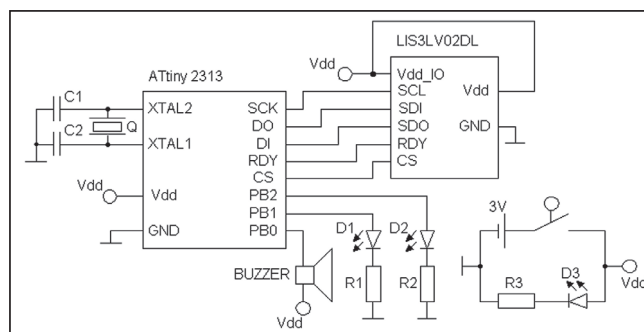 LIS3LV02DL
Vdd
Vdd_IO
ATtiny 2313
SCL
Vdd
C1
XTAL2
SCK
SDI
DO
SDO
GND
C2
Q
XTAL1
DI
RDY
RDY
CS
CS
Vdd
Vdd
PB2
PB1
GND
PB0
D1
D2
3V
BUZZER
R1
R2
R3
D3
Vdd
Vdd